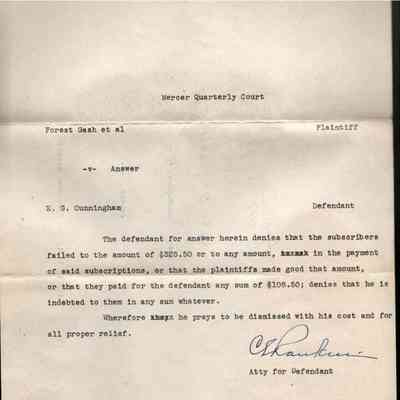 Mercer Quarterly Court
Forest Gash et al Plaintiff
-v- Answer
E. G. Cunningham Defendant
The defendant for answer herein denies that the subscribers
failed to the amount of $325.50 or to any amount, in the payment
of said subscriptions, or that the plaintiffs made good that amount,
or that they paid for the defendant any sum of $108.50; denies that he is
indebted to them in any sum whatever.
Wherefore he prays to be dismissed with his cost and for
all proper relief.
C E Rankin
Atty for Defendant